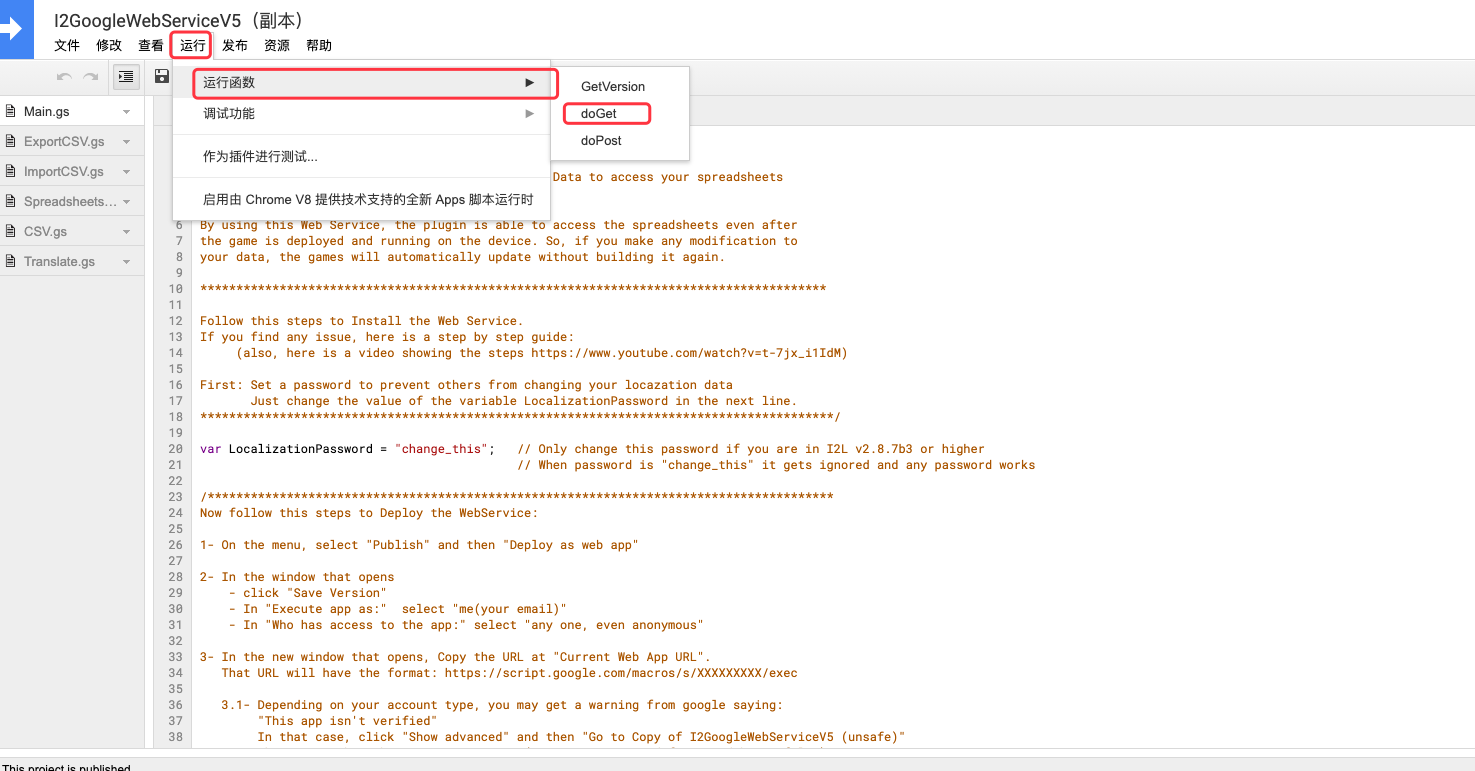 I2GoogleWebServiceV5（副本）
文件 修改 查看 运行 发布 资源 帮助
运行函数 ▶
GetVersion
doGet
doPost
调试功能 ▶
作为插件进行测试...
启用由 Chrome V8 提供技术支持的全新 Apps 脚本运行时
Main.gs
ExportCSV.gs
ImportCSV.gs
Spreadsheets...
CSV.gs
Translate.gs
Data to access your spreadsheets
6 By using this Web Service, the plugin is able to access the spreadsheets even after
7 the game is deployed and running on the device. So, if you make any modification to
8 your data, the games will automatically update without building it again.
9
10 ***************************************************************************************
11
12 Follow this steps to Install the Web Service.
13 If you find any issue, here is a step by step guide:
14 (also, here is a video showing the steps https://www.youtube.com/watch?v=t-7jx_i1IdM)
15
16 First: Set a password to prevent others from changing your locazation data
17 Just change the value of the variable LocalizationPassword in the next line.
18 ****************************************************************************************/
19
20 var LocalizationPassword = "change_this"; // Only change this password if you are in I2L v2.8.7b3 or higher
21 // When password is "change_this" it gets ignored and any password works
22
23 /***************************************************************************************
24 Now follow this steps to Deploy the WebService:
25
26 1- On the menu, select "Publish" and then "Deploy as web app"
27
28 2- In the window that opens
29 - click "Save Version"
30 - In "Execute app as:" select "me(your email)"
31 - In "Who has access to the app:" select "any one, even anonymous"
32
33 3- In the new window that opens, Copy the URL at "Current Web App URL".
34 That URL will have the format: https://script.google.com/macros/s/XXXXXXXXX/exec
35
36 3.1- Depending on your account type, you may get a warning from google saying:
37 "This app isn't verified"
38 In that case, click "Show advanced" and then "Go to Copy of I2GoogleWebServiceV5 (unsafe)"
This project is published